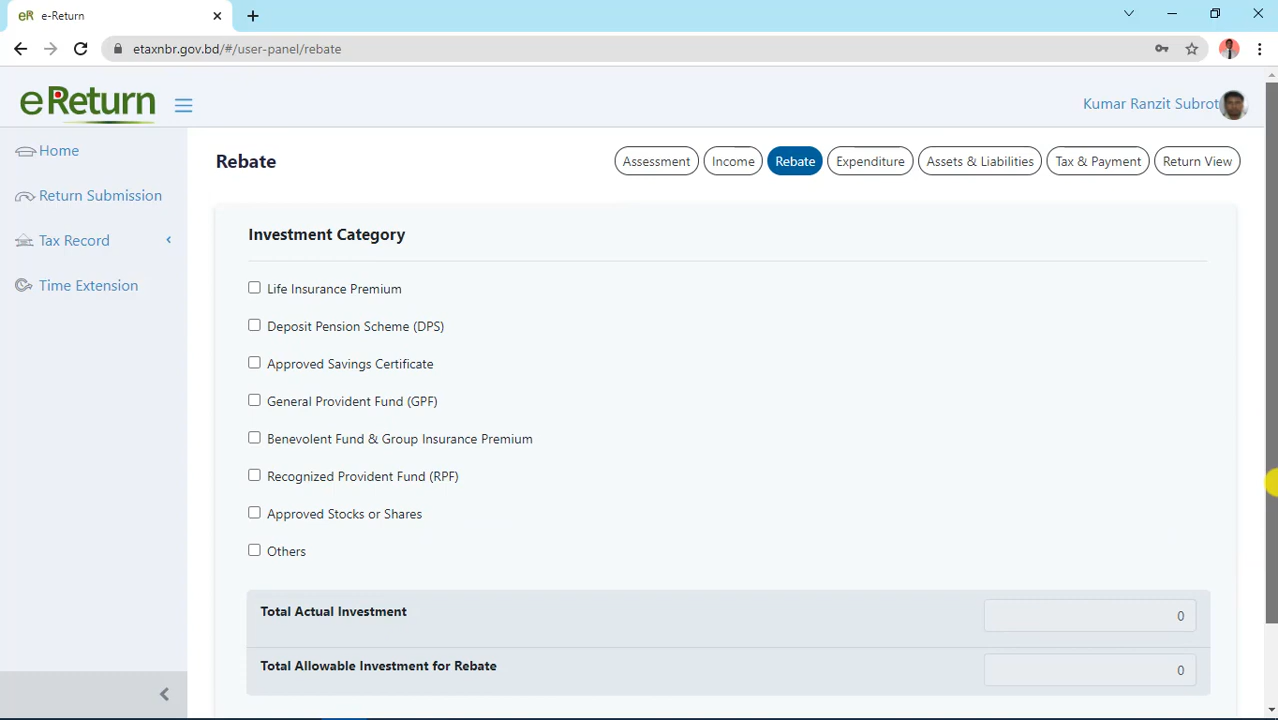 eR e-Return
etaxnbr.gov.bd/#/user-panel/rebate
eReturn
Kumar Ranzit Subrot
Home
Return Submission
Tax Record
Time Extension
Rebate
Assessment
Income
Rebate
Expenditure
Assets & Liabilities
Tax & Payment
Return View
Investment Category
Life Insurance Premium
Deposit Pension Scheme (DPS)
Approved Savings Certificate
General Provident Fund (GPF)
Benevolent Fund & Group Insurance Premium
Recognized Provident Fund (RPF)
Approved Stocks or Shares
Others
Total Actual Investment 0
Total Allowable Investment for Rebate 0